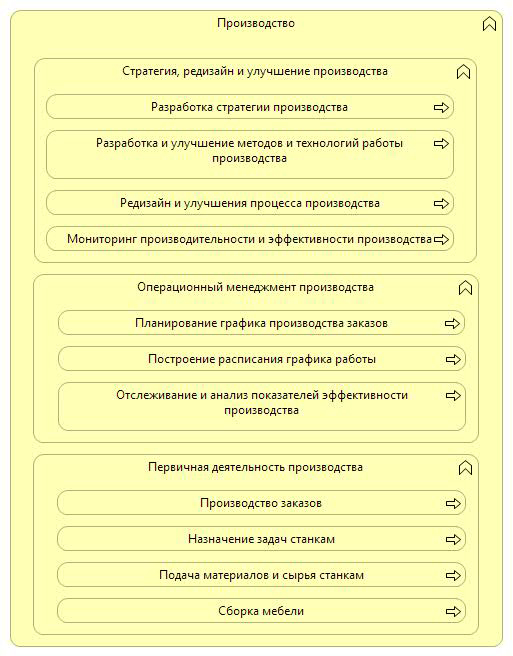 Производство
Стратегия, редизайн и улучшение производства
Разработка стратегии производства
Разработка и улучшение методов и технологий работы
производства
Редизайн и улучшения процесса производства
Мониторинг производительности и эффективности производства
Операционный менеджмент производства
Планирование графика производства заказов
Построение расписания графика работы
Отслеживание и анализ показателей эффективности
производства
Первичная деятельность производства
Производство заказов
Назначение задач станкам
Подача материалов и сырья станкам
Сборка мебели